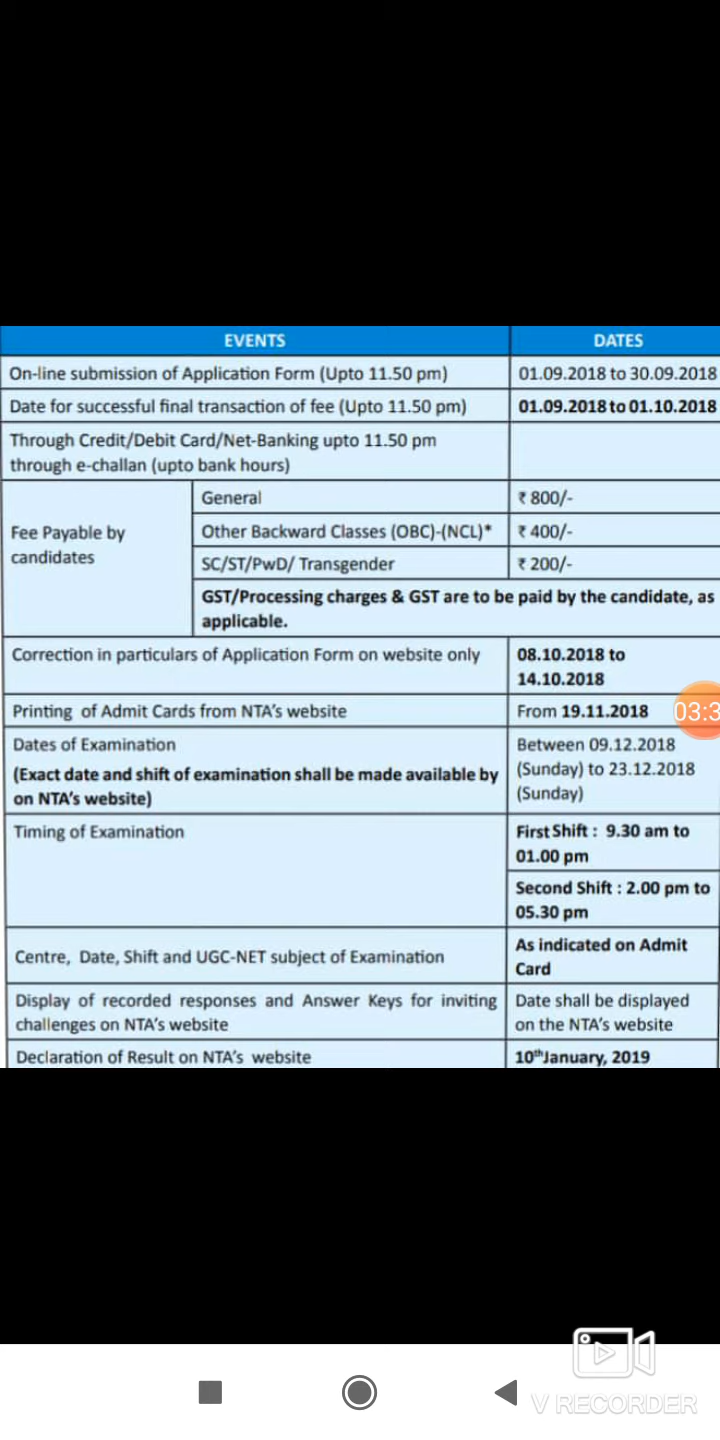 EVENTS DATES
On-line submission of Application Form (Upto 11.50 pm) 01.09.2018 to 30.09.2018
Date for successful final transaction of fee (Upto 11.50 pm) 01.09.2018 to 01.10.2018
Through Credit/Debit Card/Net-Banking upto 11.50 pm
through e-challan (upto bank hours)
Fee Payable by
candidates
General ₹ 800/-
Other Backward Classes (OBC)-(NCL)* ₹ 400/-
SC/ST/PwD/ Transgender ₹ 200/-
GST/Processing charges & GST are to be paid by the candidate, as
applicable.
Correction in particulars of Application Form on website only 08.10.2018 to
14.10.2018
Printing of Admit Cards from NTA's website From 19.11.2018
03:3
Dates of Examination
(Exact date and shift of examination shall be made available by
on NTA's website)
Between 09.12.2018
(Sunday) to 23.12.2018
(Sunday)
Timing of Examination First Shift : 9.30 am to
01.00 pm
Second Shift : 2.00 pm to
05.30 pm
Centre, Date, Shift and UGC-NET subject of Examination As indicated on Admit
Card
Display of recorded responses and Answer Keys for inviting
challenges on NTA's website
Date shall be displayed
on the NTA's website
Declaration of Result on NTA's website 10th January, 2019
V RECORDER